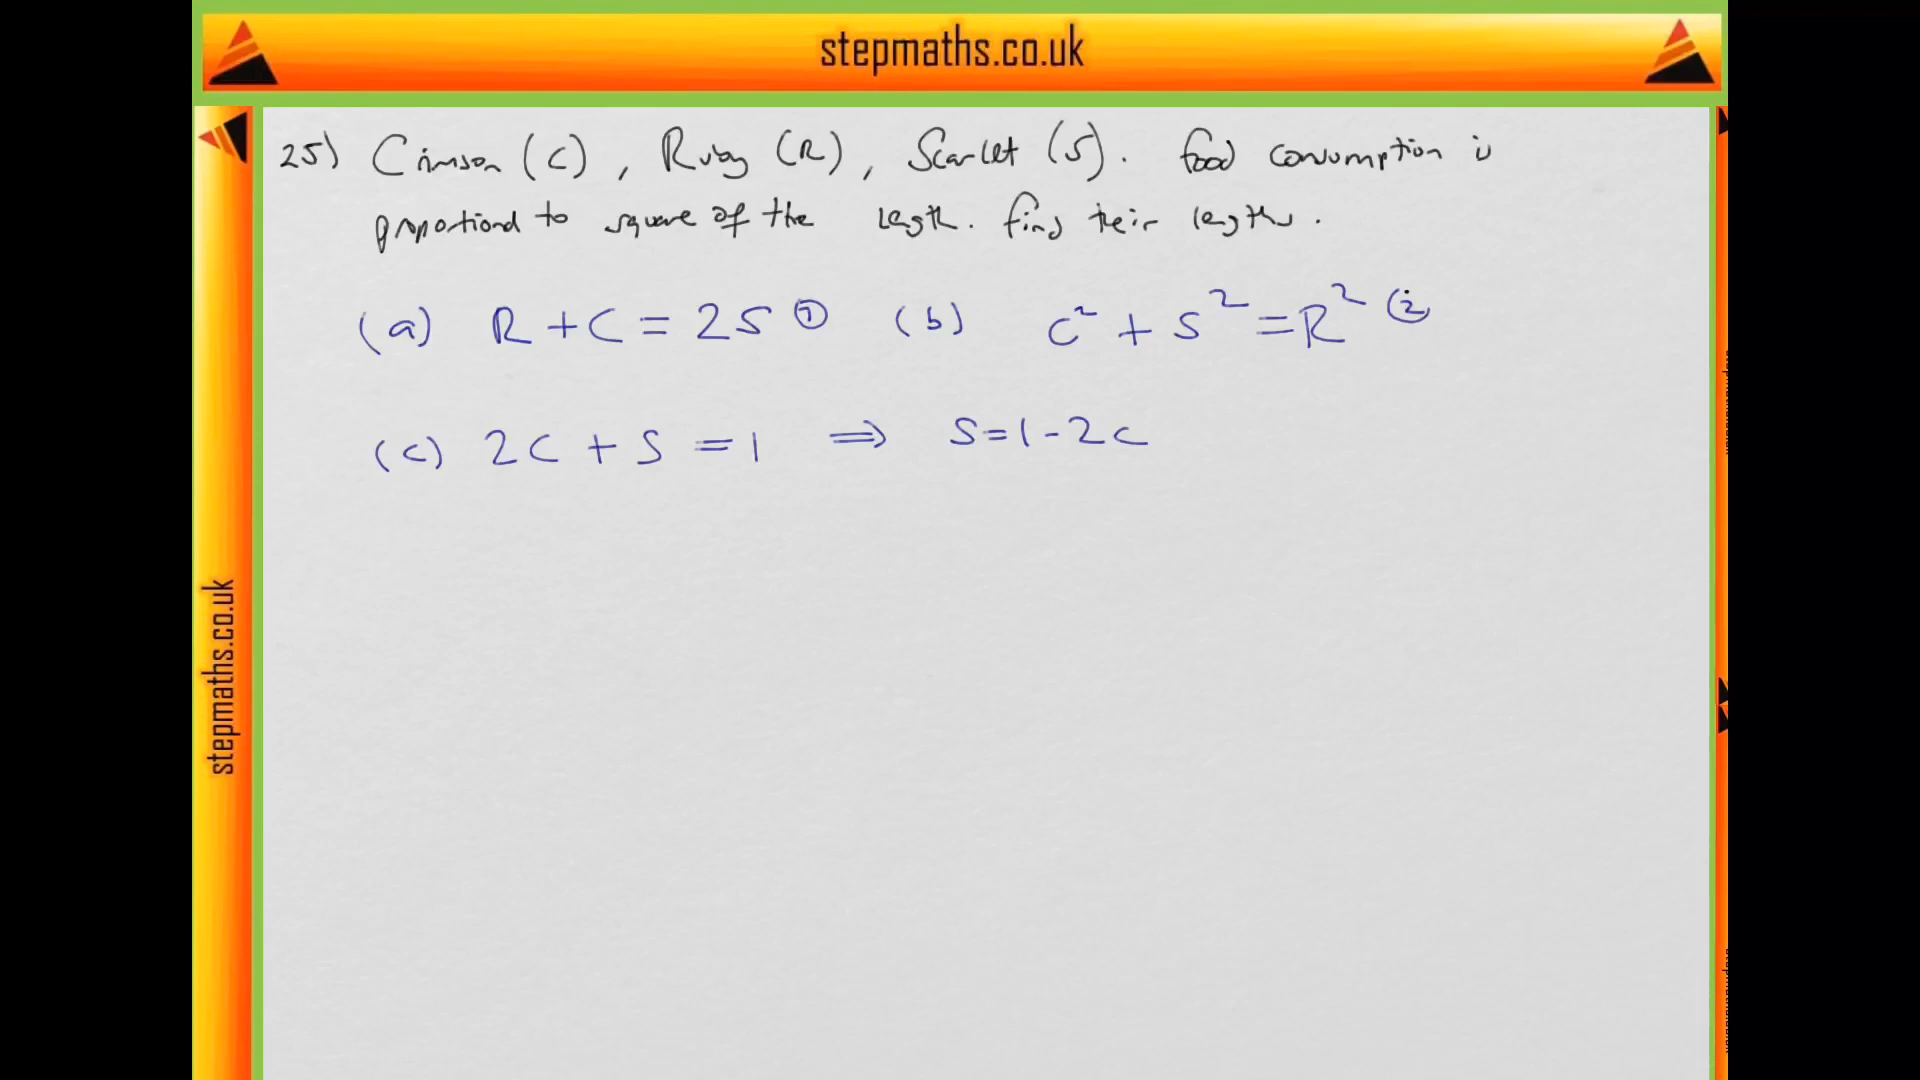 stepmaths.co.uk
25) Crimson (C), Ruby (R), Scarlet (S). Food consumption is
proportional to square of the length. find their lengths.
(a) R + C = 2S ① (b) C² + S² = R² ②
(c) 2C + S = 1 ⟹ S = 1 - 2C
stepmaths.co.uk